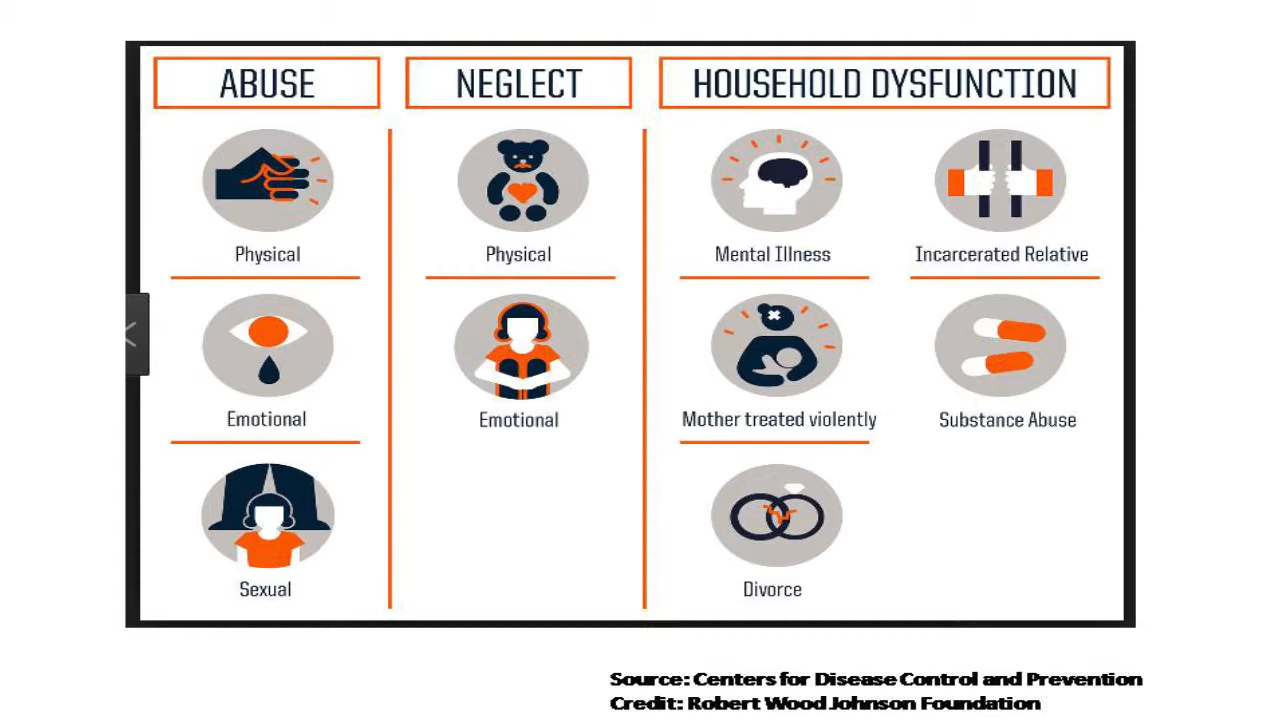 ABUSE
NEGLECT
HOUSEHOLD DYSFUNCTION
Physical
Physical
Mental Illness
Incarcerated Relative
Emotional
Emotional
Mother treated violently
Substance Abuse
Sexual
Divorce
Source: Centers for Disease Control and Prevention
Credit: Robert Wood Johnson Foundation